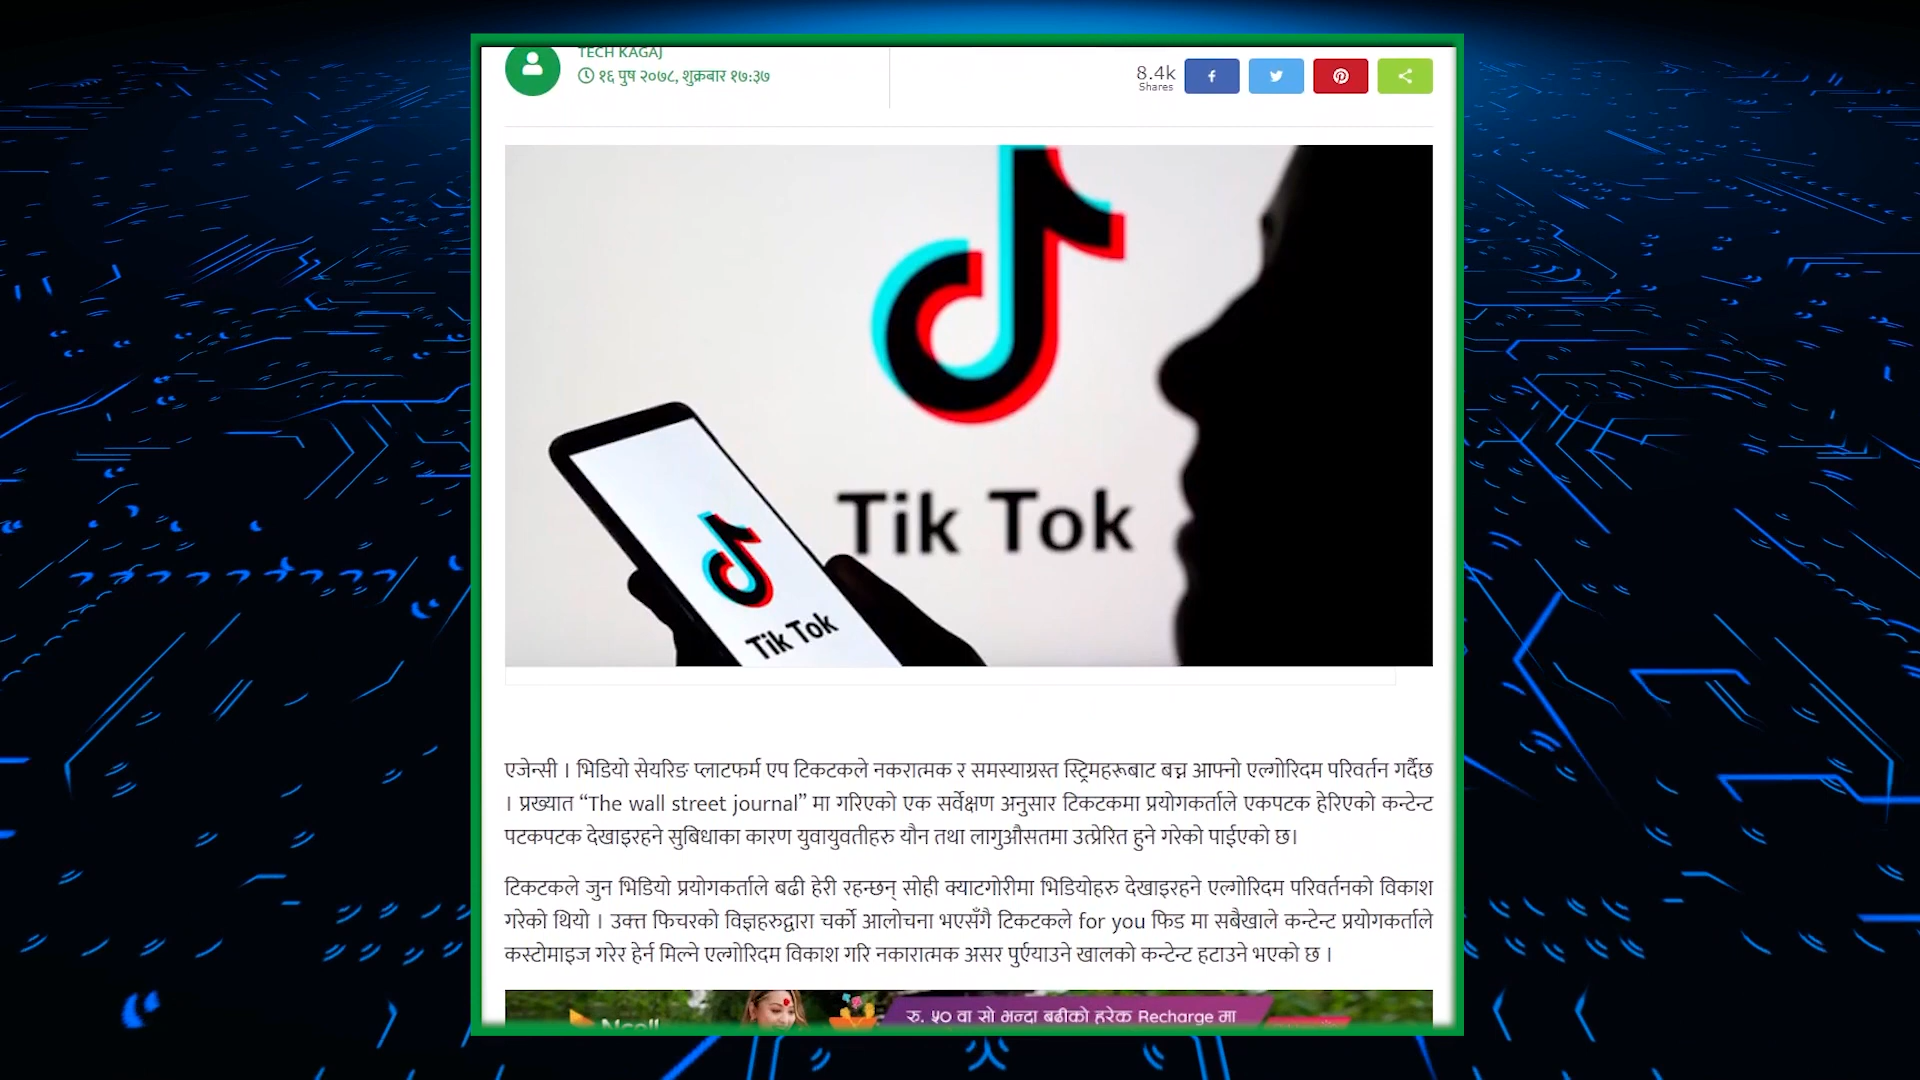 TECH KAGAJ
१६ पुष २०७८, शुक्रबार १७:३७
8.4k
Shares
Tik Tok
Tik Tok
एजेन्सी । भिडियो सेयरिङ प्लाटफर्म एप टिकटकले नकरात्मक र समस्याग्रस्त स्ट्रिमहरूबाट बच्न आफ्नो एल्गोरिदम परिवर्तन गर्दैछ
। प्रख्यात “The wall street journal” मा गरिएको एक सर्वेक्षण अनुसार टिकटकमा प्रयोगकर्ताले एकपटक हेरिएको कन्टेन्ट
पटकपटक देखाइरहने सुबिधाका कारण युवायुवतीहरु यौन तथा लागुऔसतमा उत्प्रेरित हुने गरेको पाईएको छ।
टिकटकले जुन भिडियो प्रयोगकर्ताले बढी हेरी रहन्छन् सोही क्याटगोरीमा भिडियोहरु देखाइरहने एल्गोरिदम परिवर्तनको विकाश
गरेको थियो । उक्त फिचरको विज्ञहरुद्वारा चर्को आलोचना भएसँगै टिकटकले for you फिड मा सबैखाले कन्टेन्ट प्रयोगकर्ताले
कस्टोमाइज गरेर हेर्न मिल्ने एल्गोरिदम विकाश गरि नकारात्मक असर पुर्एयाउने खालको कन्टेन्ट हटाउने भएको छ ।
Ncell
रु. ५० वा सो भन्दा बढीको हरेक Recharge मा